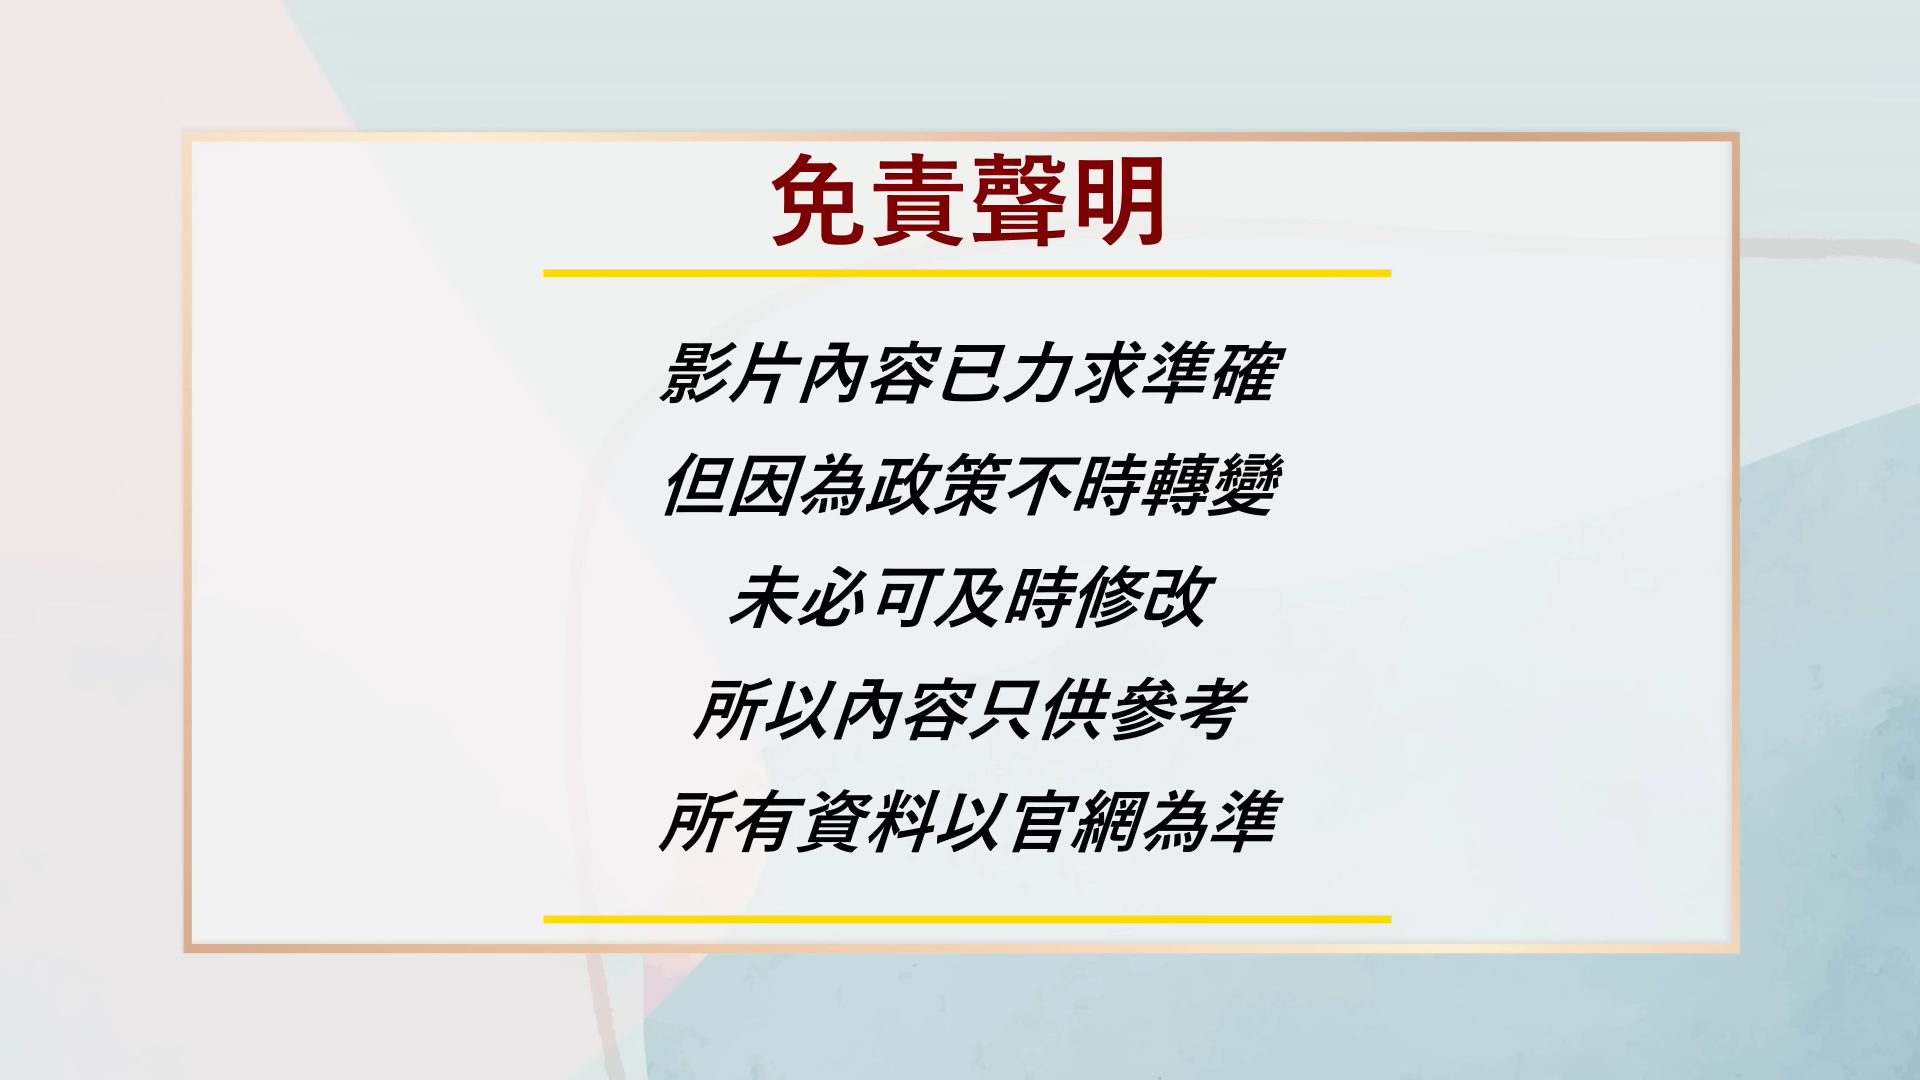 免責聲明
影片內容已力求準確
但因為政策不時轉變
未必可及時修改
所以內容只供參考
所有資料以官網為準